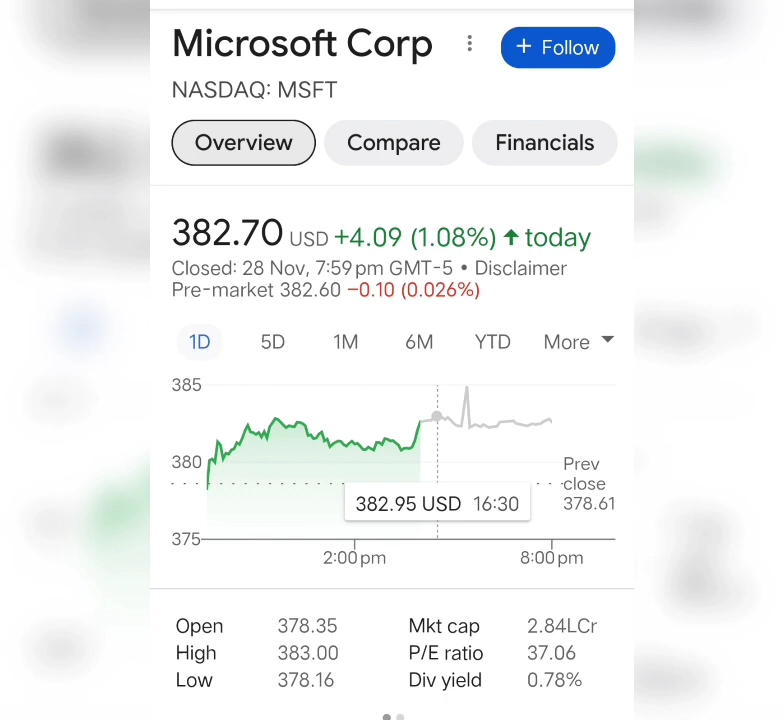 Microsoft Corp
+ Follow
NASDAQ: MSFT
Overview Compare Financials
382.70 USD +4.09 (1.08%) ↑ today
Closed: 28 Nov, 7:59 pm GMT-5 • Disclaimer
Pre-market 382.60 −0.10 (0.026%)
1D 5D 1M 6M YTD More
385
380
375
Prev
close
378.61
382.95 USD 16:30
2:00 pm 8:00 pm
Open 378.35 Mkt cap 2.84LCr
High 383.00 P/E ratio 37.06
Low 378.16 Div yield 0.78%